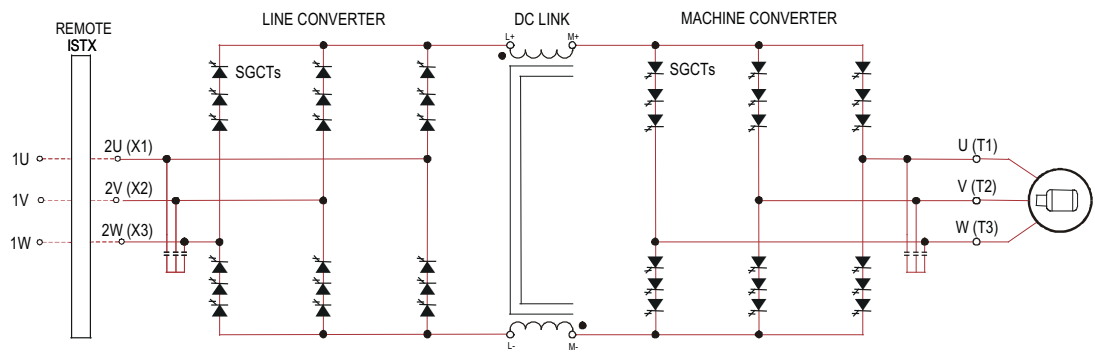 LINE CONVERTER
DC LINK
MACHINE CONVERTER
REMOTE
ISTX
L+
M+
SGCTs
SGCTs
1U
2U (X1)
U (T1)
1V
2V (X2)
V (T2)
1W
2W (X3)
W (T3)
L-
M-